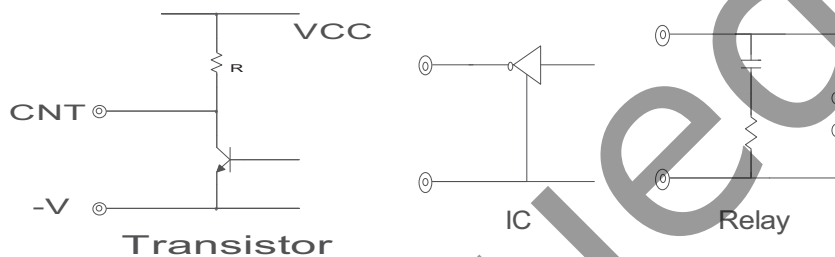 VCC
R
CNT
-V
Transistor
IC
Relay